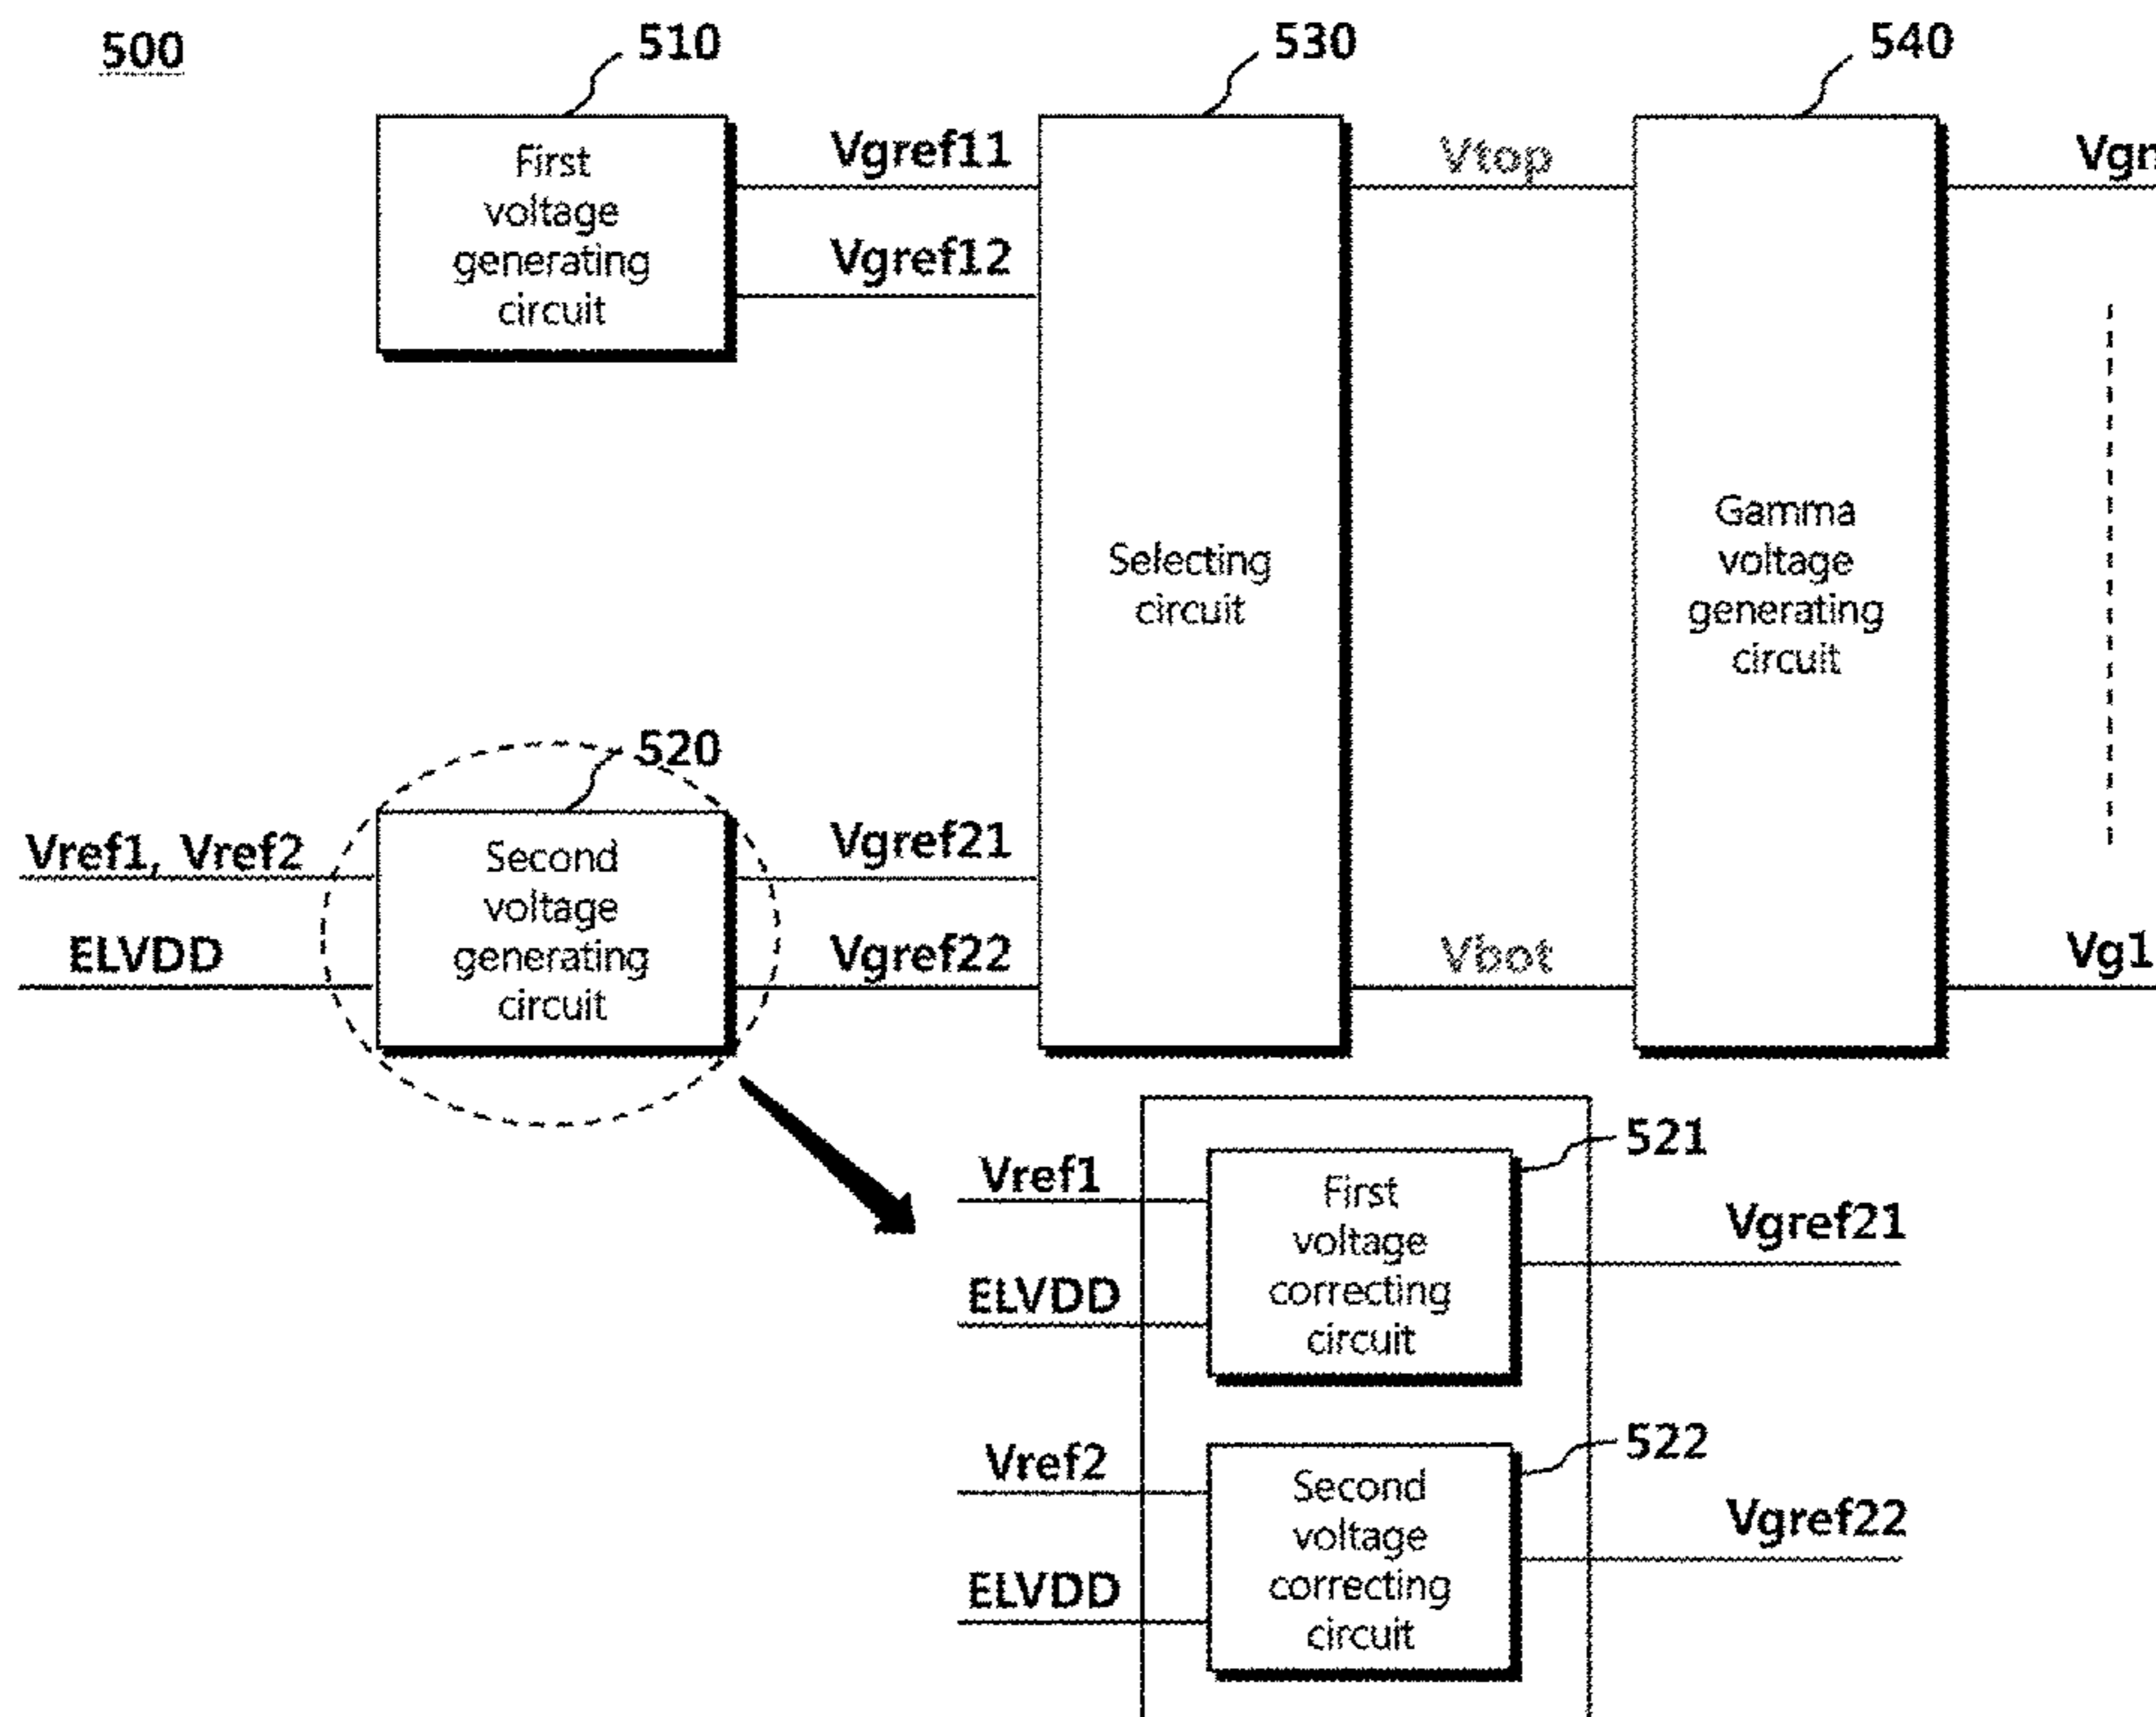 500
510
530
540
First
voltage
generating
circuit
Vgref11
Vgref12
Vtop
Selecting
circuit
Gamma
voltage
generating
circuit
520
Vref1, Vref2
ELVDD
Second
voltage
generating
circuit
Vgref21
Vgref22
Vbot
Vg1
521
Vref1
ELVDD
First
voltage
correcting
circuit
Vgref21
522
Vref2
ELVDD
Second
voltage
correcting
circuit
Vgref22